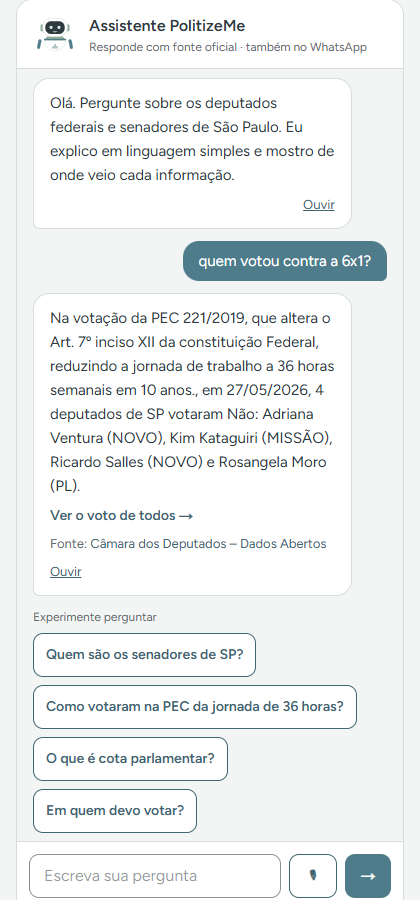 Assistente PolitizeMe
Responde com fonte oficial · também no WhatsApp
Olá. Pergunte sobre os deputados
federais e senadores de São Paulo. Eu
explico em linguagem simples e mostro de
onde veio cada informação.
Ouvir
quem votou contra a 6x1?
Na votação da PEC 221/2019, que altera o
Art. 7º inciso XII da constituição Federal,
reduzindo a jornada de trabalho a 36 horas
semanais em 10 anos., em 27/05/2026, 4
deputados de SP votaram Não: Adriana
Ventura (NOVO), Kim Kataguiri (MISSÃO),
Ricardo Salles (NOVO) e Rosangela Moro
(PL).
Ver o voto de todos →
Fonte: Câmara dos Deputados – Dados Abertos
Ouvir
Experimente perguntar
Quem são os senadores de SP?
Como votaram na PEC da jornada de 36 horas?
O que é cota parlamentar?
Em quem devo votar?
Escreva sua pergunta